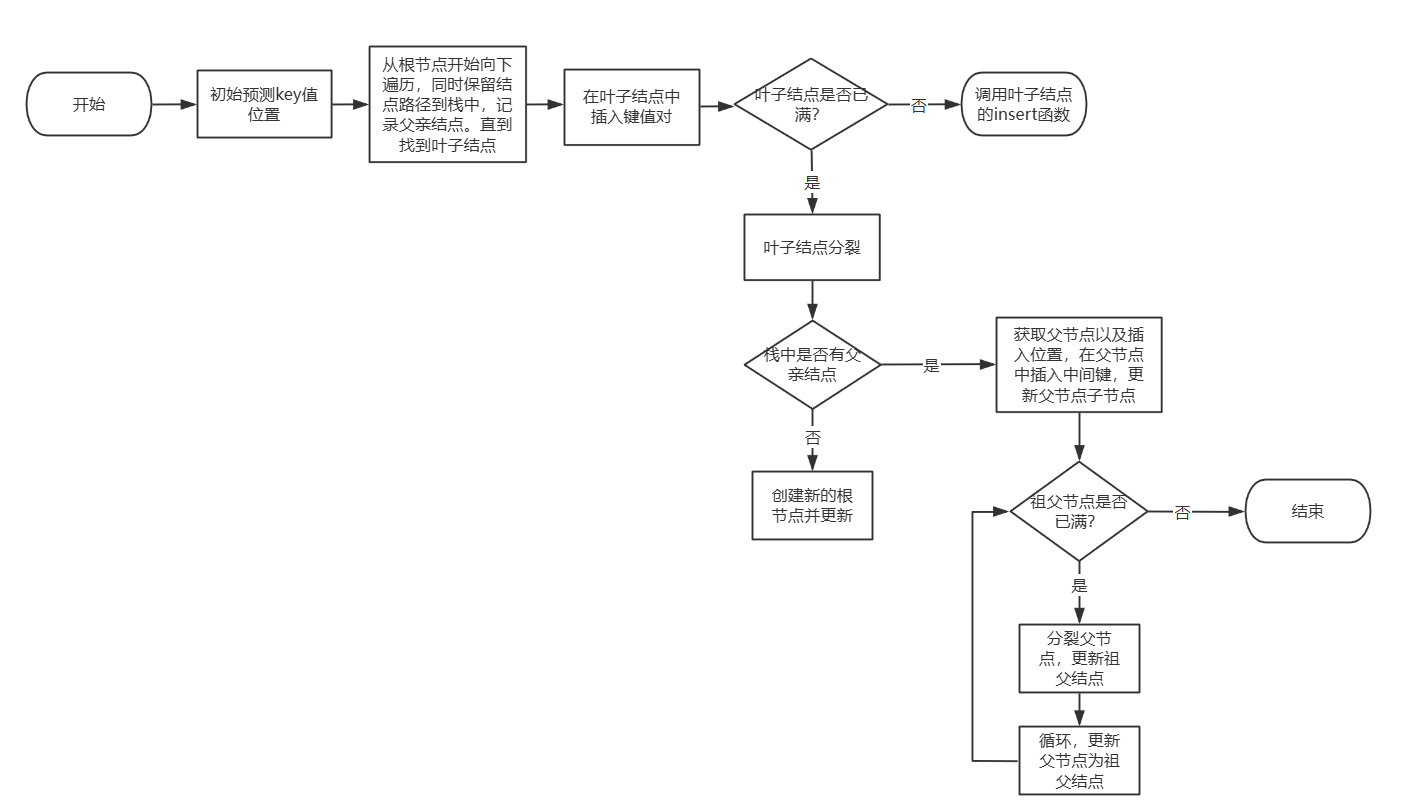 开始
初始预测key值
位置
从根节点开始向下
遍历，同时保留结
点路径到栈中，记
录父亲结点。直到
找到叶子结点
在叶子结点中
插入键值对
叶子结点是否已
满？
否
调用叶子结点
的insert函数
是
叶子结点分裂
栈中是否有父
亲结点
是
获取父节点以及插
入位置，在父节点
中插入中间键，更
新父节点子节点
否
创建新的根
节点并更新
祖父节点是否
已满？
否
结束
是
分裂父节
点，更新祖
父结点
循环，更新
父节点为祖
父结点